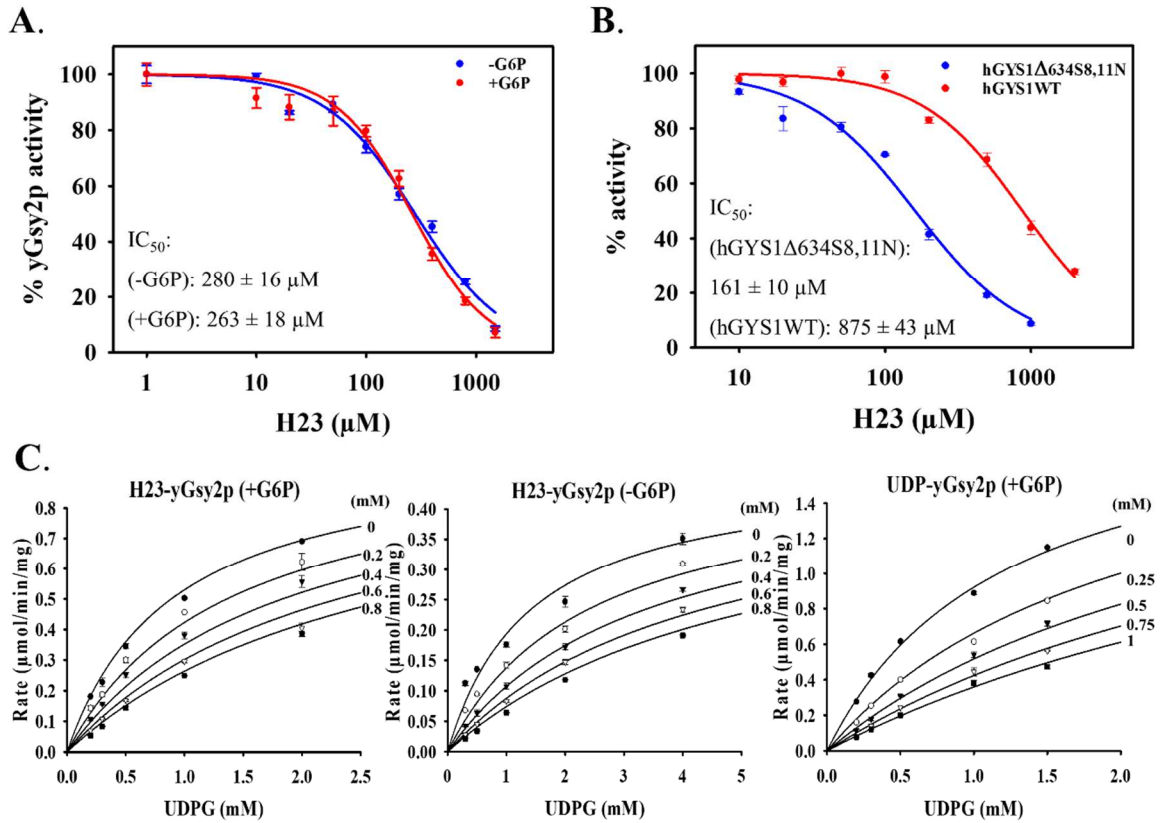 A.
-G6P
+G6P
100
80
60
40
20
0
% yGsy2p activity
IC50:
(-G6P): 280 ± 16 µM
(+G6P): 263 ± 18 µM
1
10
100
1000
H23 (µM)
B.
hGYS1Δ634S8,11N
hGYS1WT
100
80
60
40
20
0
% activity
IC50:
(hGYS1Δ634S8,11N):
161 ± 10 µM
(hGYS1WT): 875 ± 43 µM
10
100
1000
H23 (µM)
C.
H23-yGsy2p (+G6P)
(mM)
0
0.2
0.4
0.6
0.8
0.8
0.7
0.6
0.5
0.4
0.3
0.2
0.1
0.0
Rate (µmol/min/mg)
0.0
0.5
1.0
1.5
2.0
2.5
UDPG (mM)
H23-yGsy2p (-G6P)
(mM)
0
0.2
0.4
0.6
0.8
0.40
0.35
0.30
0.25
0.20
0.15
0.10
0.05
0.00
Rate (µmol/min/mg)
0
1
2
3
4
5
UDPG (mM)
UDP-yGsy2p (+G6P)
(mM)
0
0.25
0.5
0.75
1
1.4
1.2
1.0
0.8
0.6
0.4
0.2
0.0
Rate (µmol/min/mg)
0.0
0.5
1.0
1.5
2.0
UDPG (mM)